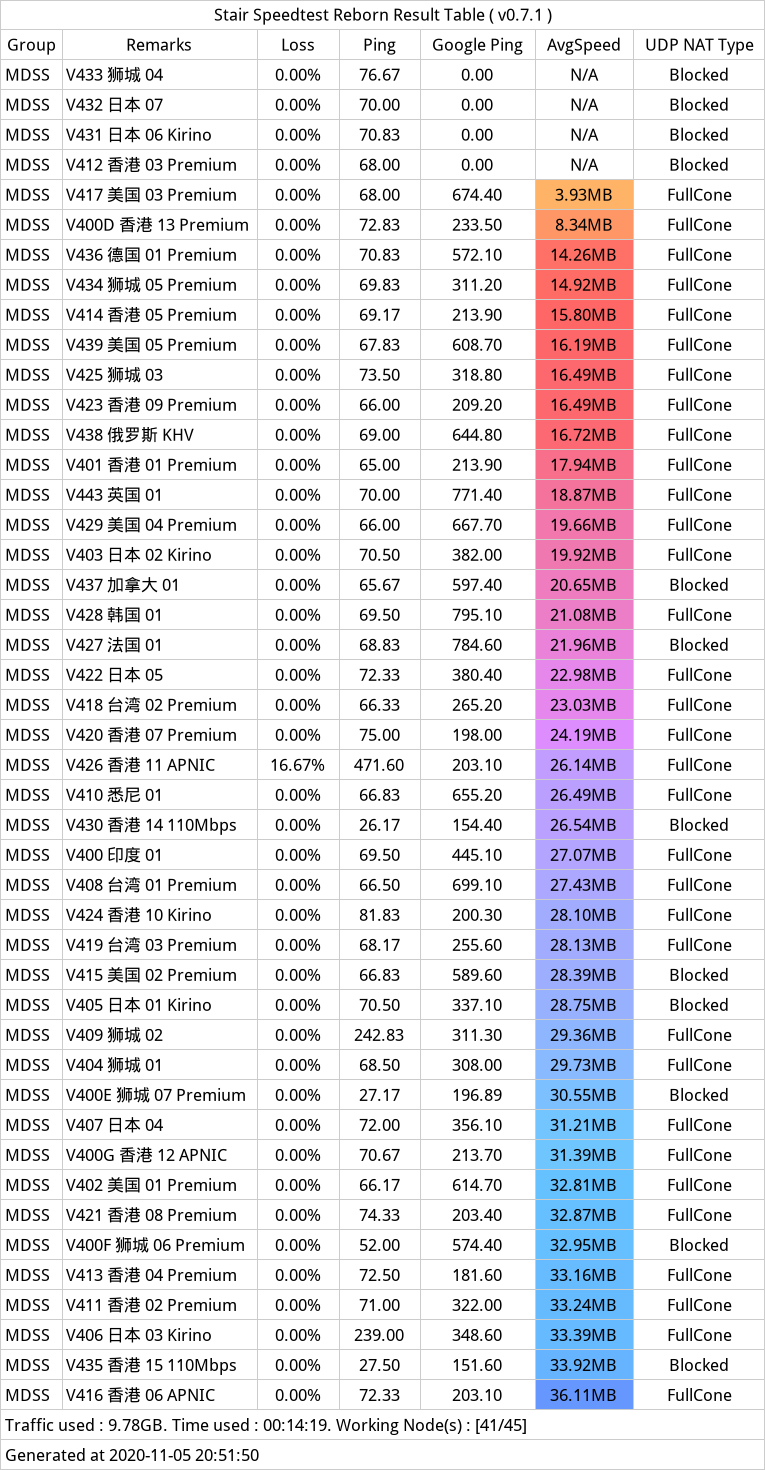 Stair Speedtest Reborn Result Table ( v0.7.1 )
Group Remarks Loss Ping Google Ping AvgSpeed UDP NAT Type
MDSS V433 狮城 04 0.00% 76.67 0.00 N/A Blocked
MDSS V432 日本 07 0.00% 70.00 0.00 N/A Blocked
MDSS V431 日本 06 Kirino 0.00% 70.83 0.00 N/A Blocked
MDSS V412 香港 03 Premium 0.00% 68.00 0.00 N/A Blocked
MDSS V417 美国 03 Premium 0.00% 68.00 674.40 3.93MB FullCone
MDSS V400D 香港 13 Premium 0.00% 72.83 233.50 8.34MB FullCone
MDSS V436 德国 01 Premium 0.00% 70.83 572.10 14.26MB FullCone
MDSS V434 狮城 05 Premium 0.00% 69.83 311.20 14.92MB FullCone
MDSS V414 香港 05 Premium 0.00% 69.17 213.90 15.80MB FullCone
MDSS V439 美国 05 Premium 0.00% 67.83 608.70 16.19MB FullCone
MDSS V425 狮城 03 0.00% 73.50 318.80 16.49MB FullCone
MDSS V423 香港 09 Premium 0.00% 66.00 209.20 16.49MB FullCone
MDSS V438 俄罗斯 KHV 0.00% 69.00 644.80 16.72MB FullCone
MDSS V401 香港 01 Premium 0.00% 65.00 213.90 17.94MB FullCone
MDSS V443 英国 01 0.00% 70.00 771.40 18.87MB FullCone
MDSS V429 美国 04 Premium 0.00% 66.00 667.70 19.66MB FullCone
MDSS V403 日本 02 Kirino 0.00% 70.50 382.00 19.92MB FullCone
MDSS V437 加拿大 01 0.00% 65.67 597.40 20.65MB Blocked
MDSS V428 韩国 01 0.00% 69.50 795.10 21.08MB FullCone
MDSS V427 法国 01 0.00% 68.83 784.60 21.96MB Blocked
MDSS V422 日本 05 0.00% 72.33 380.40 22.98MB FullCone
MDSS V418 台湾 02 Premium 0.00% 66.33 265.20 23.03MB FullCone
MDSS V420 香港 07 Premium 0.00% 75.00 198.00 24.19MB FullCone
MDSS V426 香港 11 APNIC 16.67% 471.60 203.10 26.14MB FullCone
MDSS V410 悉尼 01 0.00% 66.83 655.20 26.49MB FullCone
MDSS V430 香港 14 110Mbps 0.00% 26.17 154.40 26.54MB Blocked
MDSS V400 印度 01 0.00% 69.50 445.10 27.07MB FullCone
MDSS V408 台湾 01 Premium 0.00% 66.50 699.10 27.43MB FullCone
MDSS V424 香港 10 Kirino 0.00% 81.83 200.30 28.10MB FullCone
MDSS V419 台湾 03 Premium 0.00% 68.17 255.60 28.13MB FullCone
MDSS V415 美国 02 Premium 0.00% 66.83 589.60 28.39MB Blocked
MDSS V405 日本 01 Kirino 0.00% 70.50 337.10 28.75MB Blocked
MDSS V409 狮城 02 0.00% 242.83 311.30 29.36MB FullCone
MDSS V404 狮城 01 0.00% 68.50 308.00 29.73MB FullCone
MDSS V400E 狮城 07 Premium 0.00% 27.17 196.89 30.55MB Blocked
MDSS V407 日本 04 0.00% 72.00 356.10 31.21MB FullCone
MDSS V400G 香港 12 APNIC 0.00% 70.67 213.70 31.39MB FullCone
MDSS V402 美国 01 Premium 0.00% 66.17 614.70 32.81MB FullCone
MDSS V421 香港 08 Premium 0.00% 74.33 203.40 32.87MB FullCone
MDSS V400F 狮城 06 Premium 0.00% 52.00 574.40 32.95MB Blocked
MDSS V413 香港 04 Premium 0.00% 72.50 181.60 33.16MB FullCone
MDSS V411 香港 02 Premium 0.00% 71.00 322.00 33.24MB FullCone
MDSS V406 日本 03 Kirino 0.00% 239.00 348.60 33.39MB FullCone
MDSS V435 香港 15 110Mbps 0.00% 27.50 151.60 33.92MB Blocked
MDSS V416 香港 06 APNIC 0.00% 72.33 203.10 36.11MB FullCone
Traffic used : 9.78GB. Time used : 00:14:19. Working Node(s) : [41/45]
Generated at 2020-11-05 20:51:50